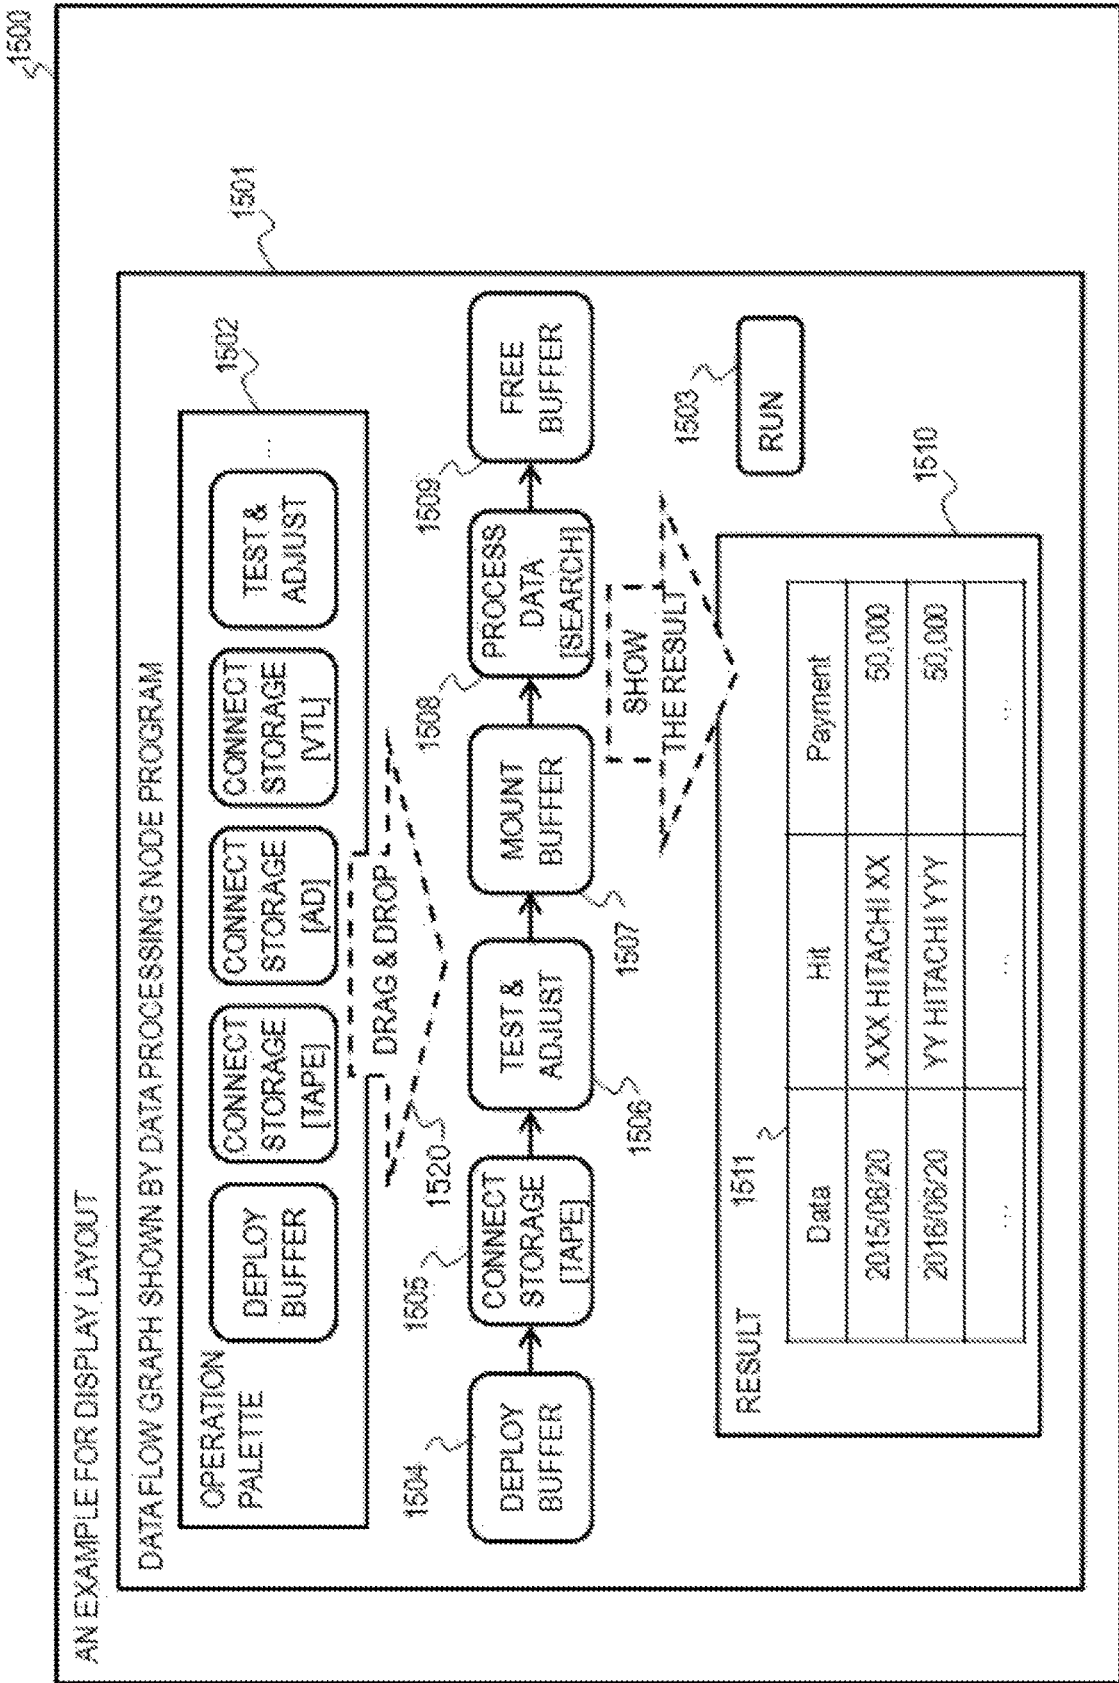 1500
AN EXAMPLE FOR DISPLAY LAYOUT
1501
DATA FLOW GRAPH SHOWN BY DATA PROCESSING NODE PROGRAM
1502
OPERATION
PALETTE
DEPLOY
BUFFER
CONNECT
STORAGE
[TAPE]
CONNECT
STORAGE
[AD]
CONNECT
STORAGE
[VTL]
TEST &
ADJUST
...
DRAG & DROP
1520
1504
DEPLOY
BUFFER
1505
CONNECT
STORAGE
[TAPE]
TEST &
ADJUST
1506
MOUNT
BUFFER
1507
1508
PROCESS
DATA
[SEARCH]
1509
FREE
BUFFER
SHOW
THE RESULT
1503
RUN
1510
RESULT
1511
Data Hit Payment
2015/06/20 XXX HITACHI XX 50,000
2016/06/20 YY HITACHI YYY 50,000
... ... ...